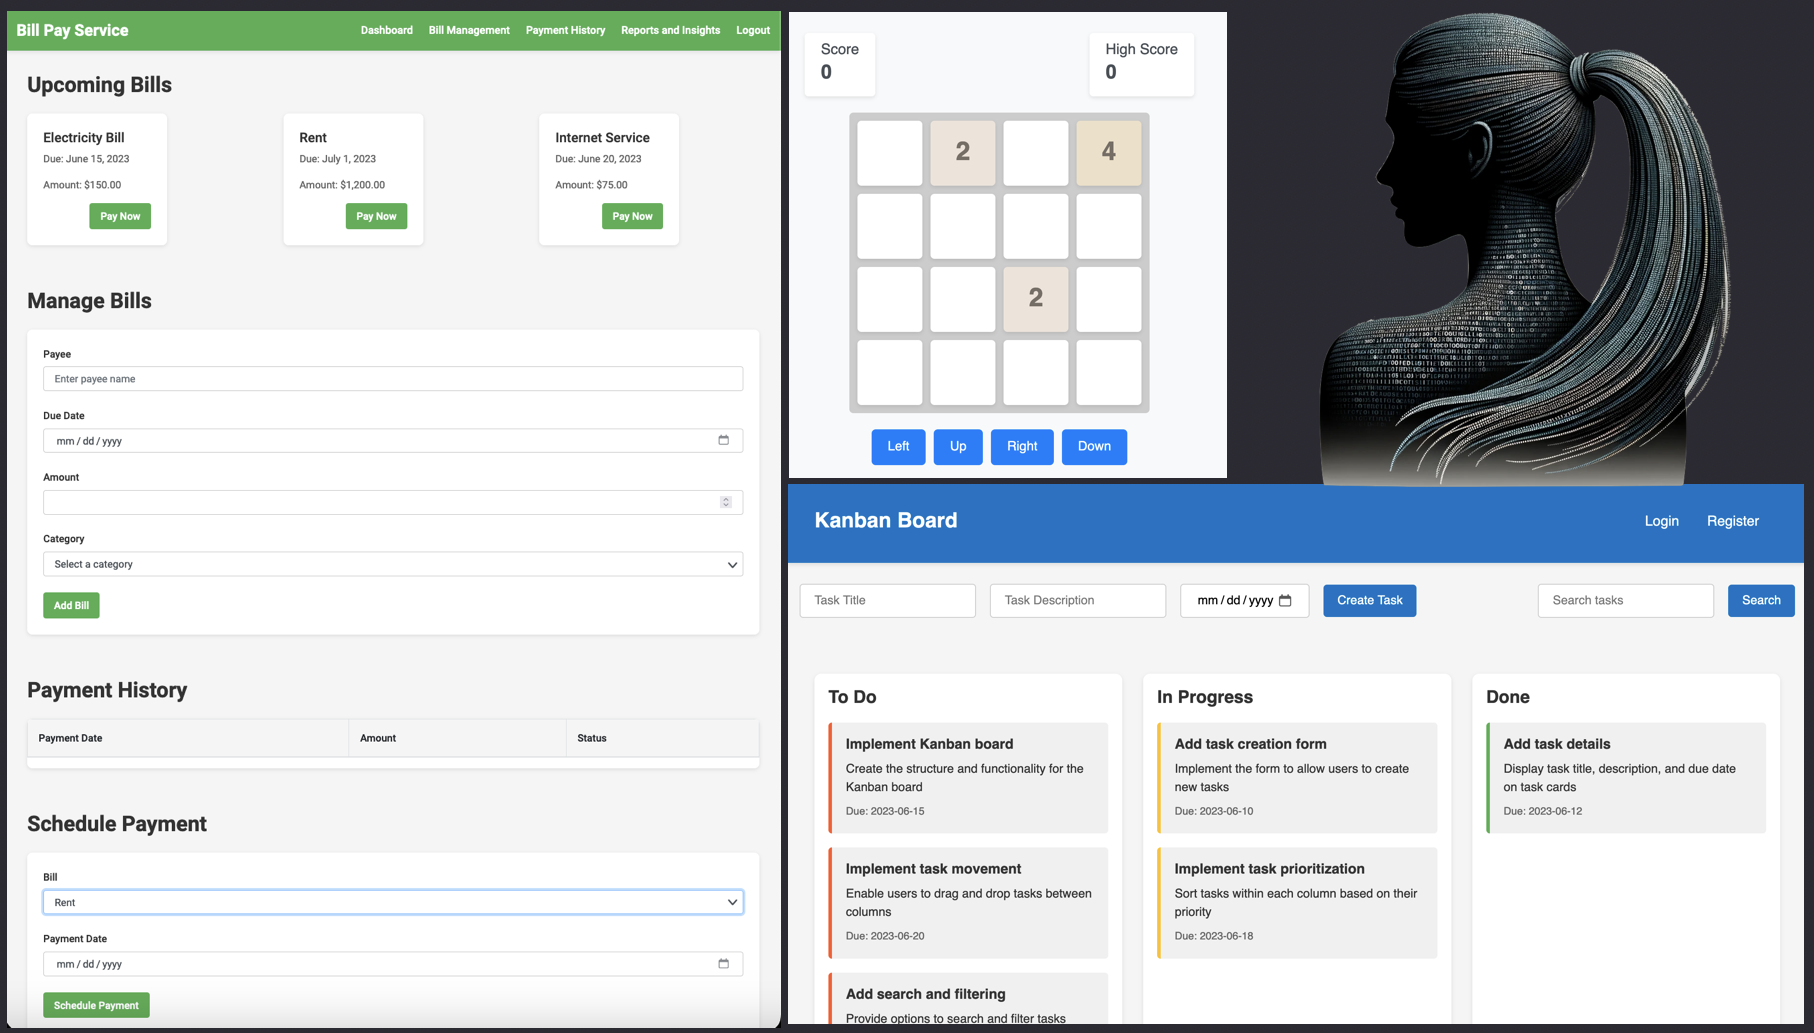 Bill Pay Service
Dashboard
Bill Management
Payment History
Reports and Insights
Logout
Upcoming Bills
Electricity Bill
Due: June 15, 2023
Amount: $150.00
Pay Now
Rent
Due: July 1, 2023
Amount: $1,200.00
Pay Now
Internet Service
Due: June 20, 2023
Amount: $75.00
Pay Now
Manage Bills
Payee
Enter payee name
Due Date
mm / dd / yyyy
Amount
Category
Select a category
Add Bill
Payment History
Payment Date
Amount
Status
Schedule Payment
Bill
Rent
Payment Date
mm / dd / yyyy
Schedule Payment
Score
0
High Score
0
2
4
2
Left
Up
Right
Down
Kanban Board
Login
Register
Task Title
Task Description
mm / dd / yyyy
Create Task
Search tasks
Search
To Do
Implement Kanban board
Create the structure and functionality for the
Kanban board
Due: 2023-06-15
Implement task movement
Enable users to drag and drop tasks between
columns
Due: 2023-06-20
Add search and filtering
Provide options to search and filter tasks
In Progress
Add task creation form
Implement the form to allow users to create
new tasks
Due: 2023-06-10
Implement task prioritization
Sort tasks within each column based on their
priority
Due: 2023-06-18
Done
Add task details
Display task title, description, and due date
on task cards
Due: 2023-06-12